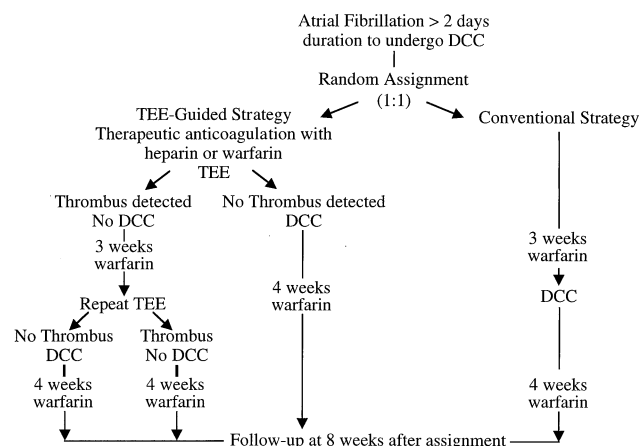 Atrial Fibrillation > 2 days
duration to undergo DCC
Random Assignment
(1:1)
TEE-Guided Strategy
Therapeutic anticoagulation with
heparin or warfarin
TEE
Conventional Strategy
Thrombus detected
No DCC
No Thrombus detected
DCC
3 weeks
warfarin
3 weeks
warfarin
4 weeks
warfarin
DCC
Repeat TEE
No Thrombus
DCC
Thrombus
No DCC
4 weeks
warfarin
4 weeks
warfarin
4 weeks
warfarin
Follow-up at 8 weeks after assignment